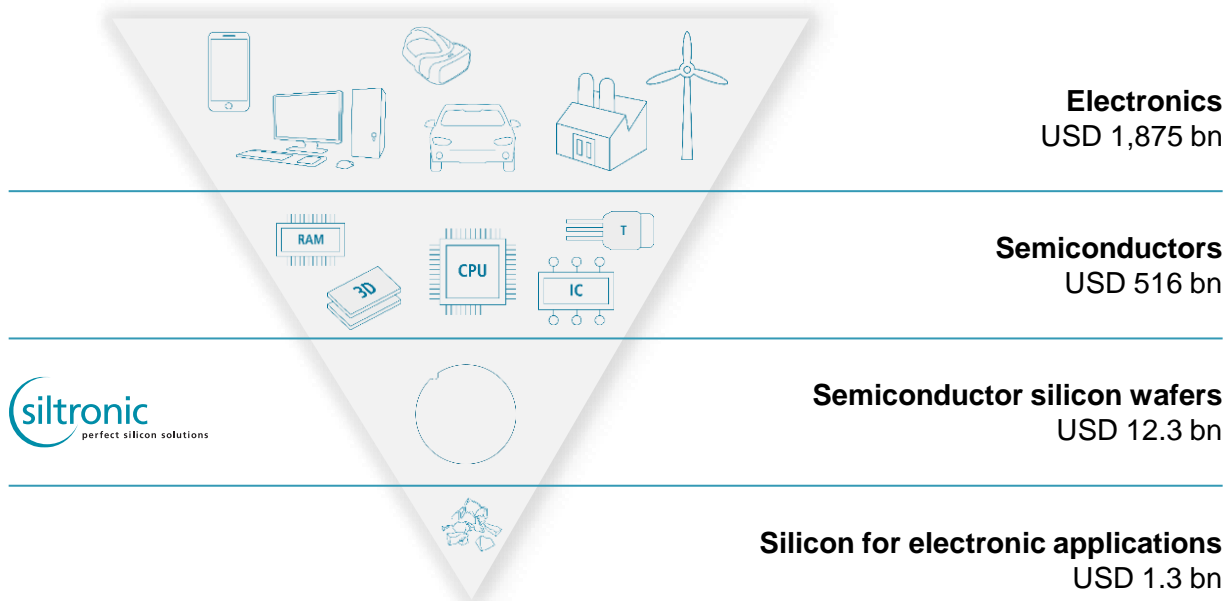 Electronics
USD 1,875 bn
RAM
T
3D
CPU
IC
Semiconductors
USD 516 bn
siltronic
perfect silicon solutions
Semiconductor silicon wafers
USD 12.3 bn
Silicon for electronic applications
USD 1.3 bn